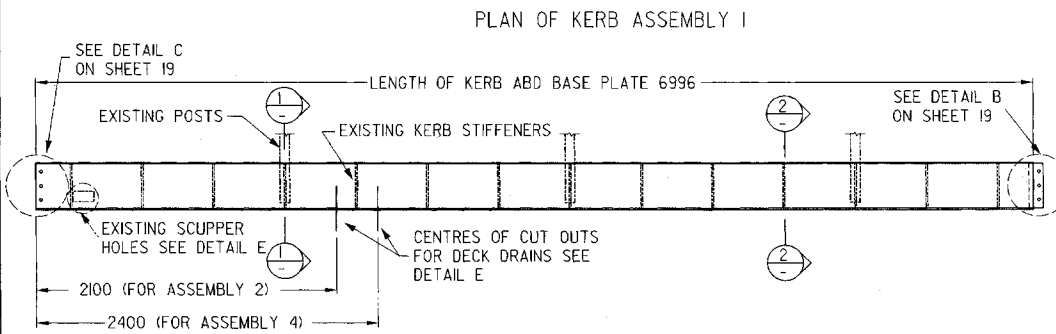 PLAN OF KERB ASSEMBLY 1
SEE DETAIL C
ON SHEET 19
LENGTH OF KERB ABD BASE PLATE 6996
SEE DETAIL B
ON SHEET 19
1
-
2
-
EXISTING POSTS
EXISTING KERB STIFFENERS
EXISTING SCUPPER
HOLES SEE DETAIL E
1
-
CENTRES OF CUT OUTS
FOR DECK DRAINS SEE
DETAIL E
2
-
2100 (FOR ASSEMBLY 2)
2400 (FOR ASSEMBLY 4)